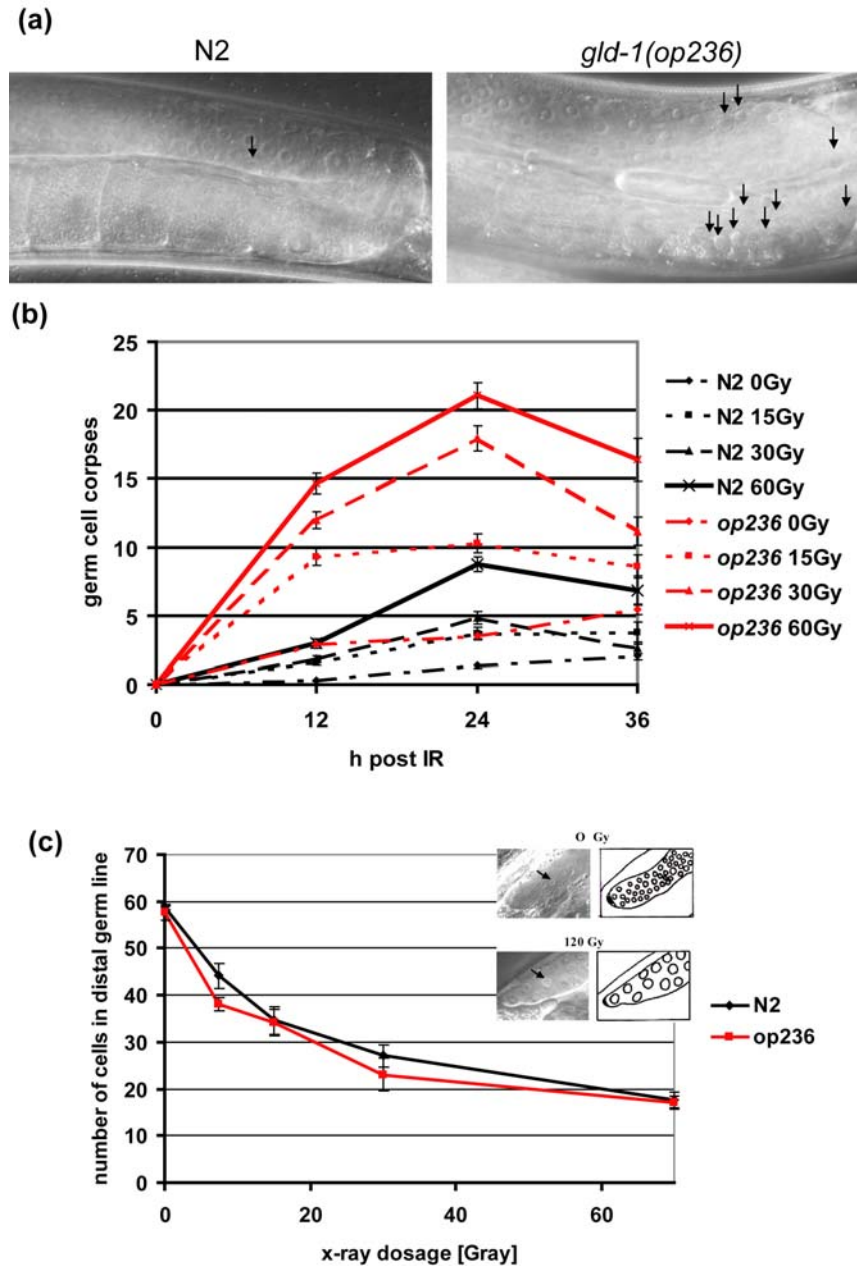 (a)
N2
gld-1(op236)
(b)
25
20
15
10
5
0
germ cell corpses
0
12
24
36
h post IR
N2 0Gy
N2 15Gy
N2 30Gy
N2 60Gy
op236 0Gy
op236 15Gy
op236 30Gy
op236 60Gy
(c)
70
60
50
40
30
20
10
0
number of cells in distal germ line
0
20
40
60
x-ray dosage [Gray]
O Gy
120 Gy
N2
op236